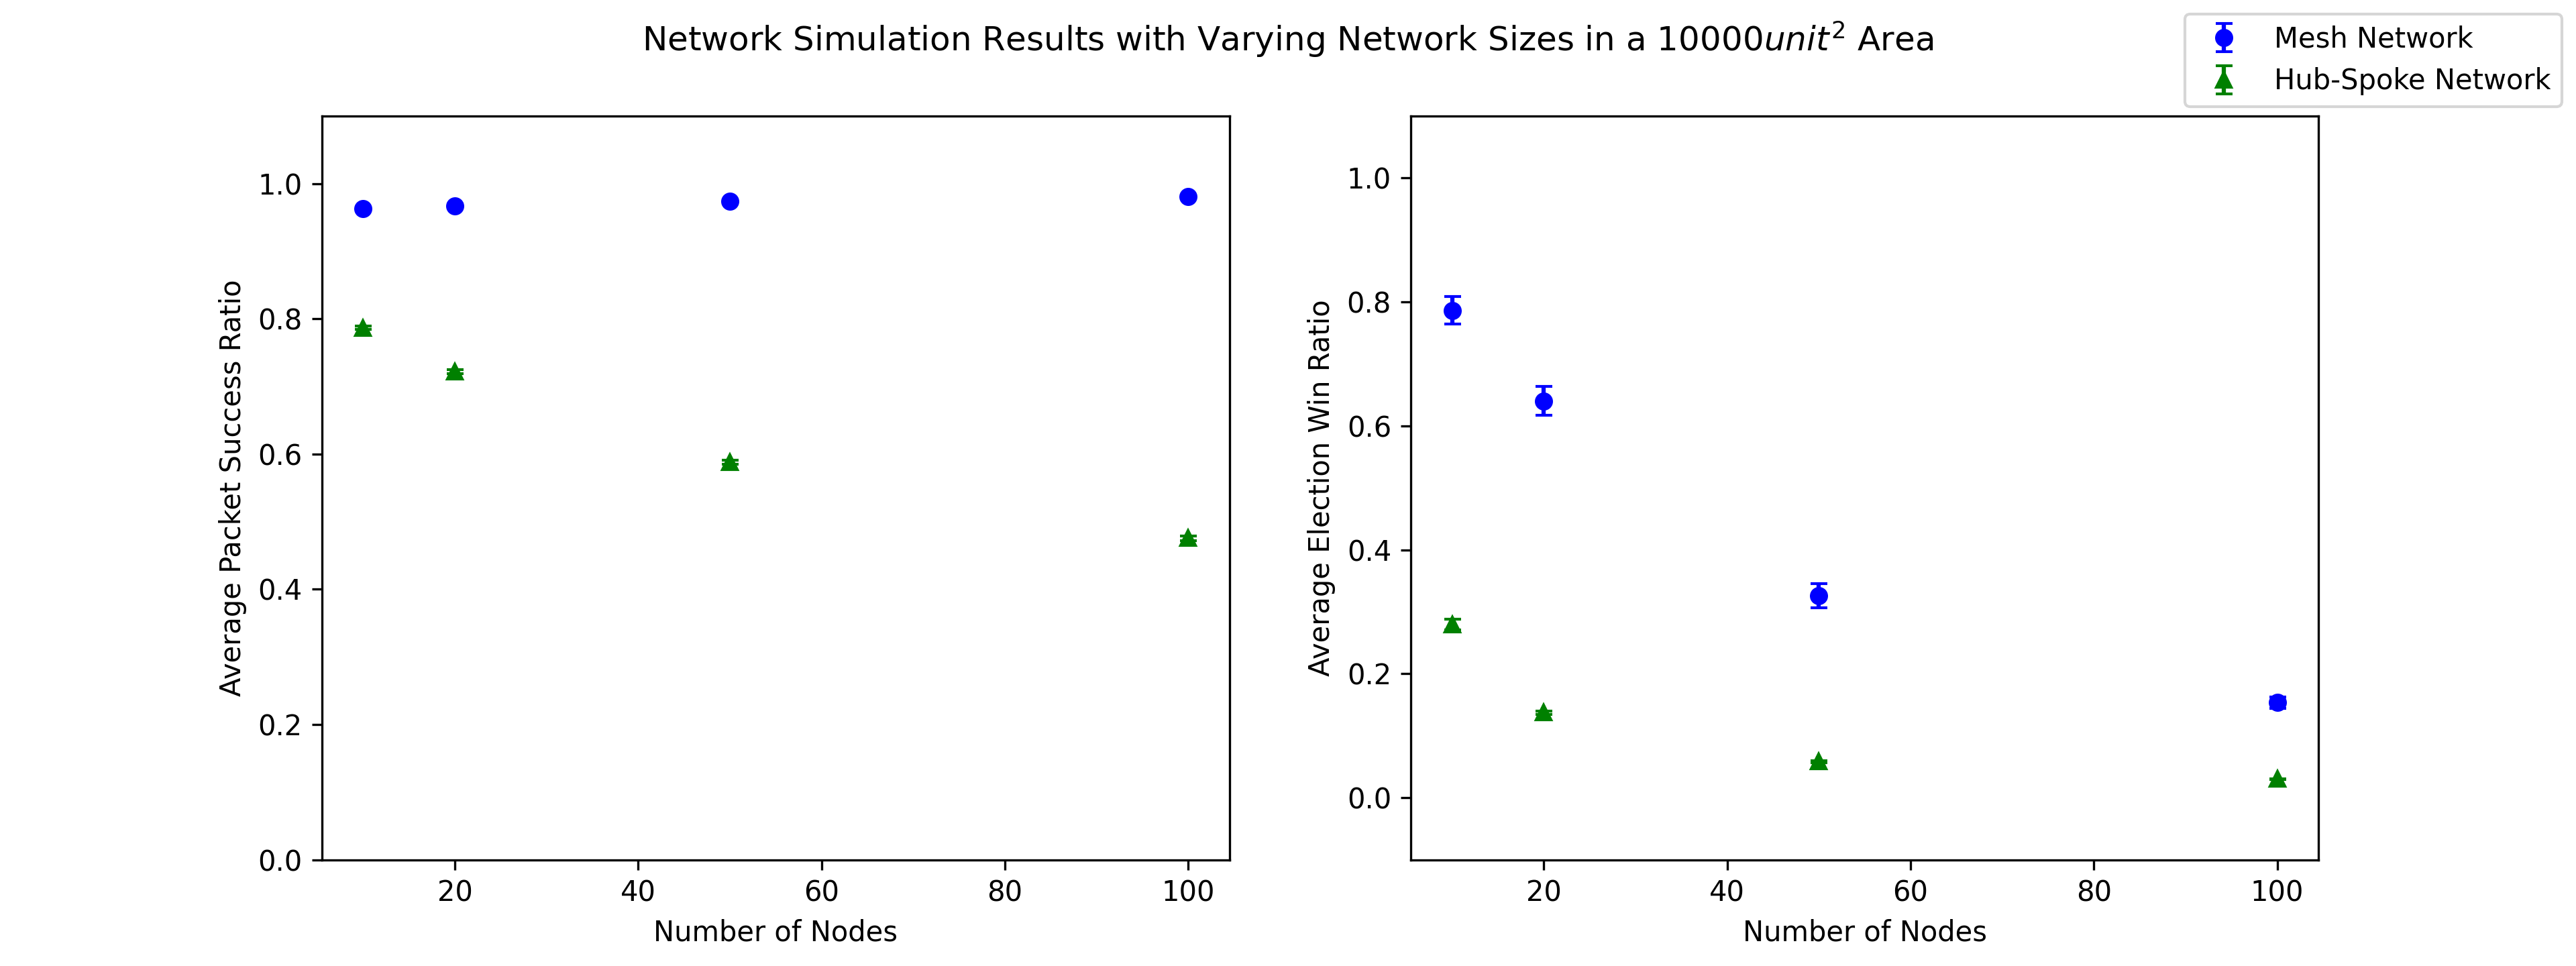 Network Simulation Results with Varying Network Sizes in a 10000unit² Area
Mesh Network
Hub-Spoke Network
Average Packet Success Ratio
1.0
0.8
0.6
0.4
0.2
0.0
20 40 60 80 100
Number of Nodes
Average Election Win Ratio
1.0
0.8
0.6
0.4
0.2
0.0
20 40 60 80 100
Number of Nodes